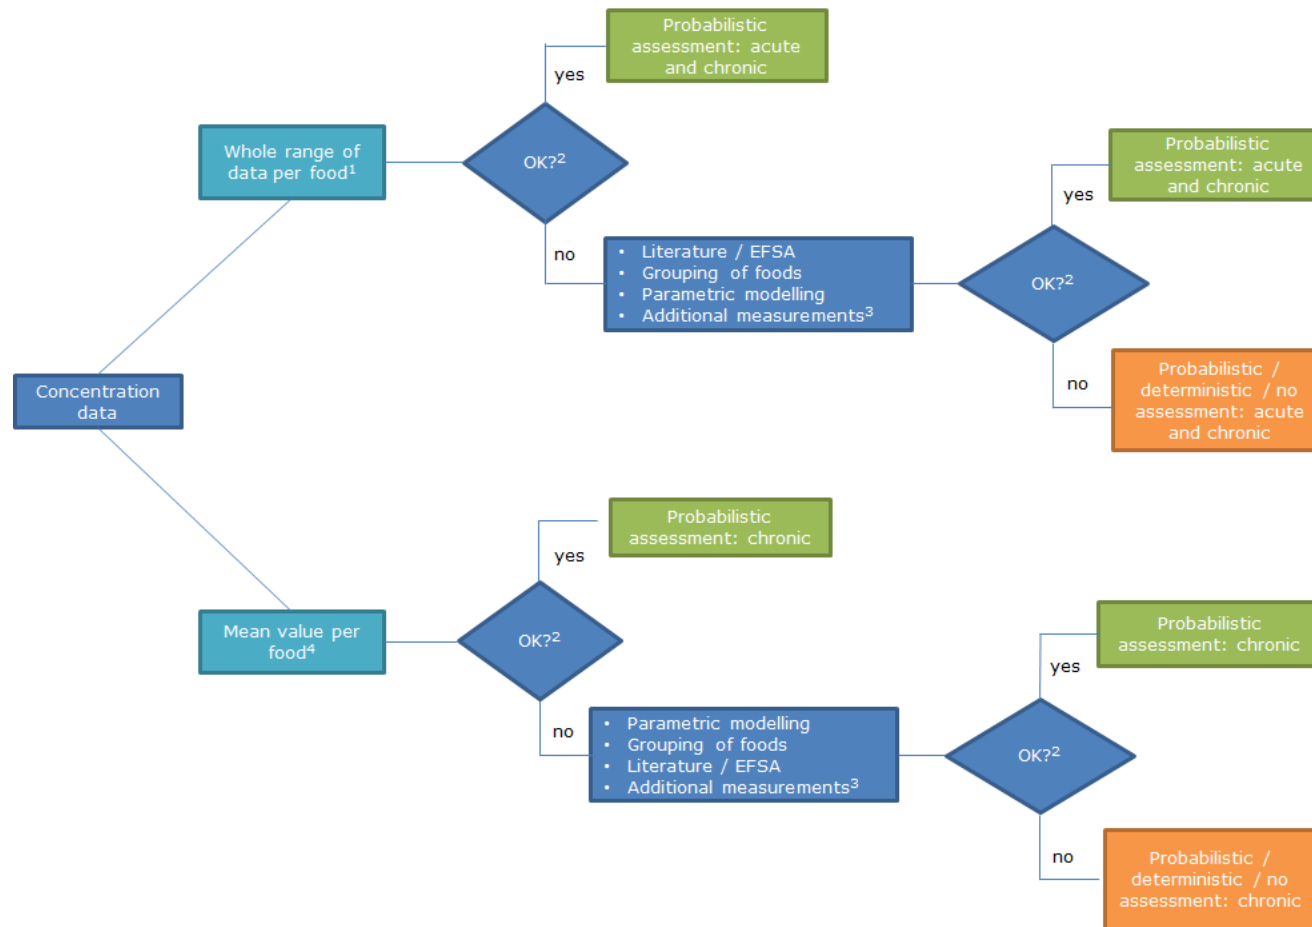 Probabilistic
assessment: acute
and chronic
yes
Whole range of
data per food¹
OK?²
no
• Literature / EFSA
• Grouping of foods
• Parametric modelling
• Additional measurements³
Probabilistic
assessment: acute
and chronic
yes
OK?²
no
Probabilistic /
deterministic / no
assessment: acute
and chronic
Concentration
data
Probabilistic
assessment: chronic
yes
Mean value per
food⁴
OK?²
no
• Parametric modelling
• Grouping of foods
• Literature / EFSA
• Additional measurements³
Probabilistic
assessment: chronic
yes
OK?²
no
Probabilistic /
deterministic / no
assessment: chronic